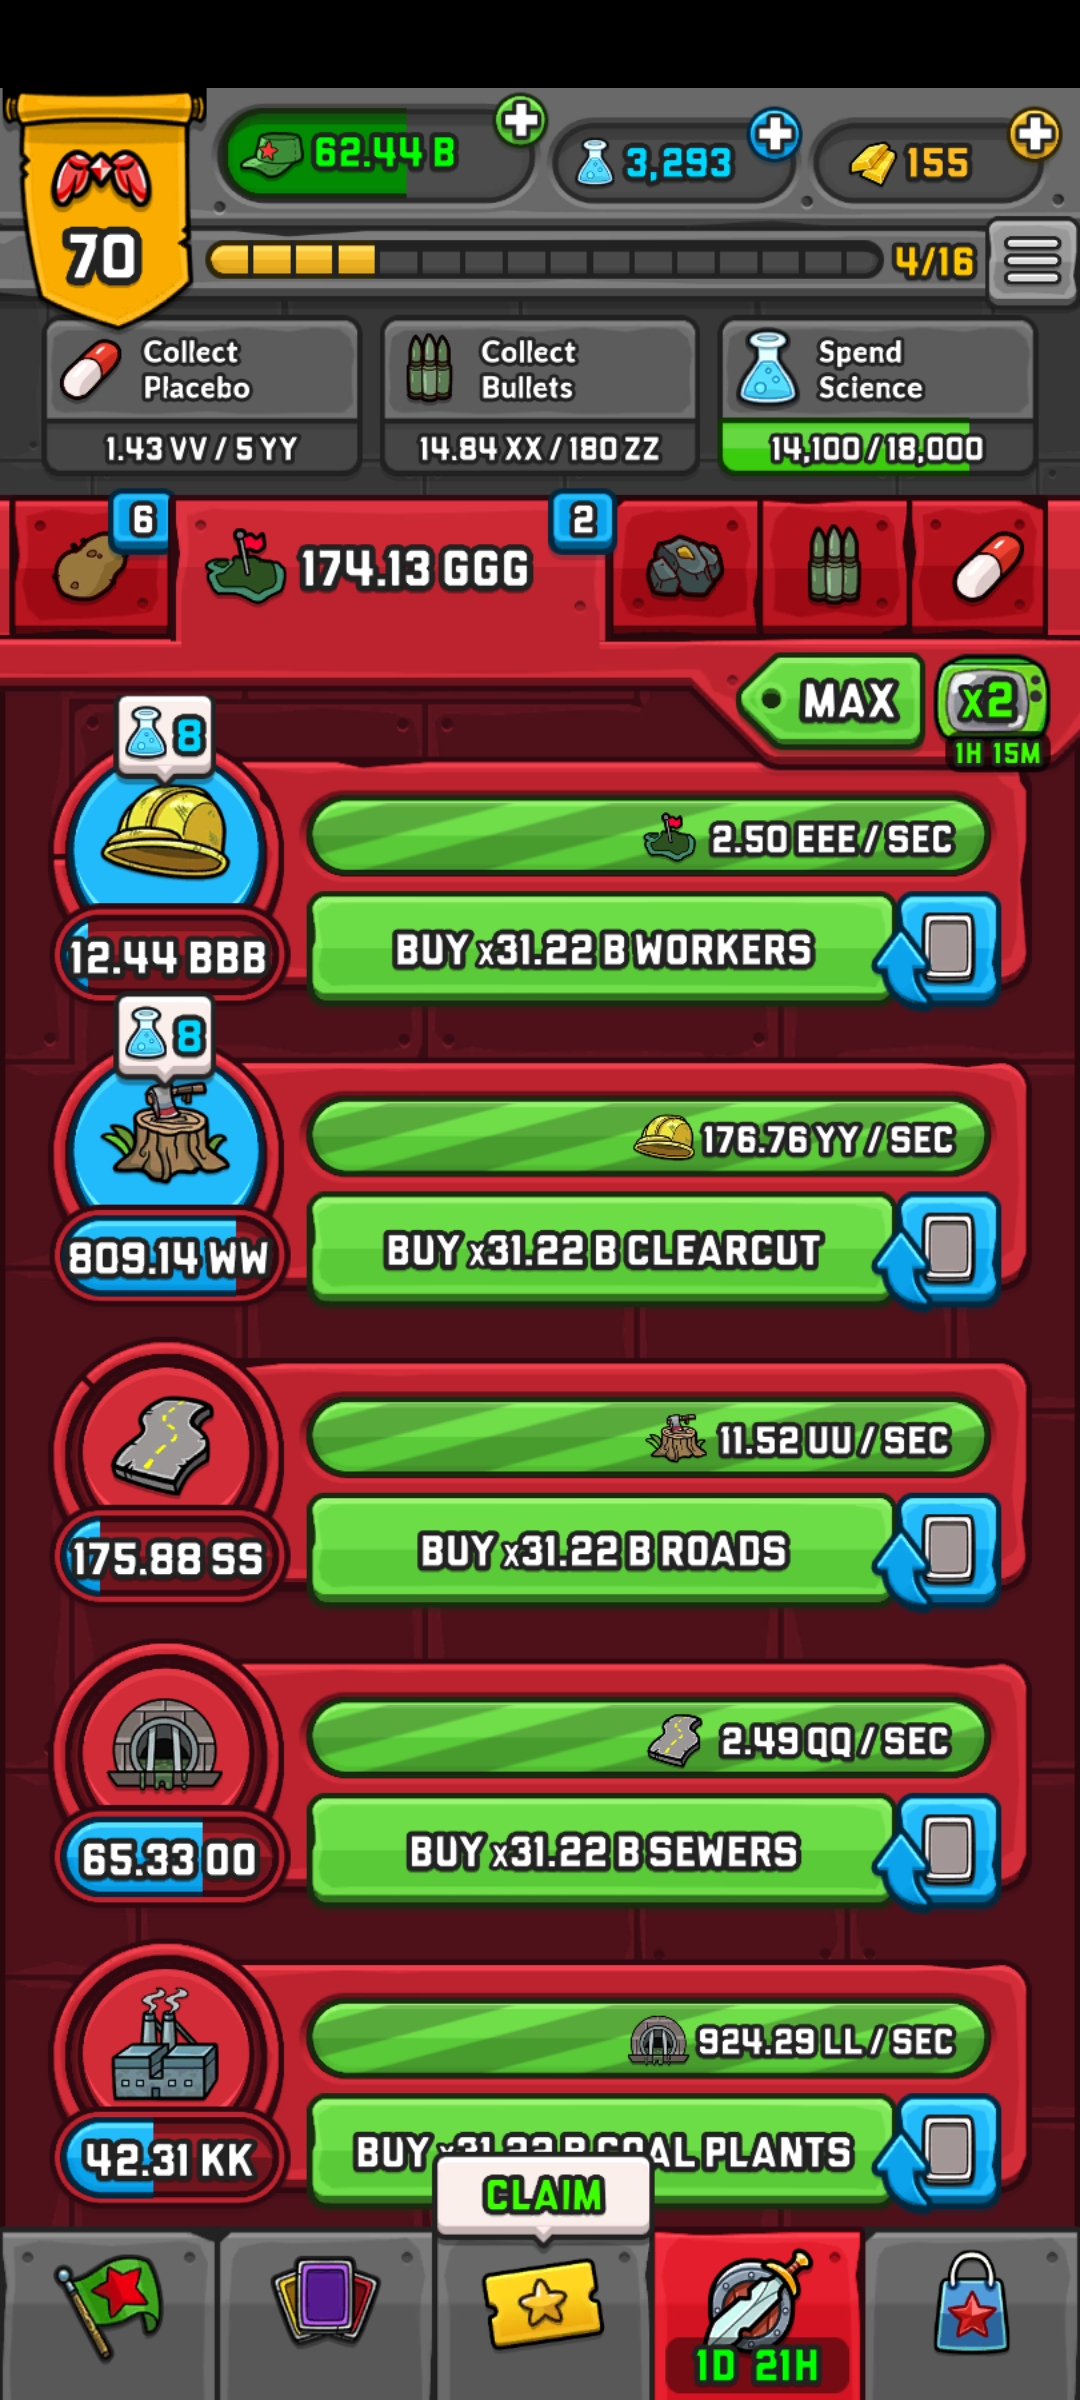 62.44 B
3,293
155
70
4/16
Collect
Placebo
1.43 VV / 5 YY
Collect
Bullets
14.84 XX / 180 ZZ
Spend
Science
14,100 / 18,000
6
174.13 GGG
2
MAX
x2
1H 15M
8
2.50 EEE / SEC
12.44 BBB
BUY x31.22 B WORKERS
8
176.76 YY / SEC
809.14 WW
BUY x31.22 B CLEARCUT
11.52 UU / SEC
175.88 SS
BUY x31.22 B ROADS
2.49 QQ / SEC
65.33 OO
BUY x31.22 B SEWERS
924.29 LL / SEC
42.31 KK
BUY x31.22 B COAL PLANTS
CLAIM
1D 21H